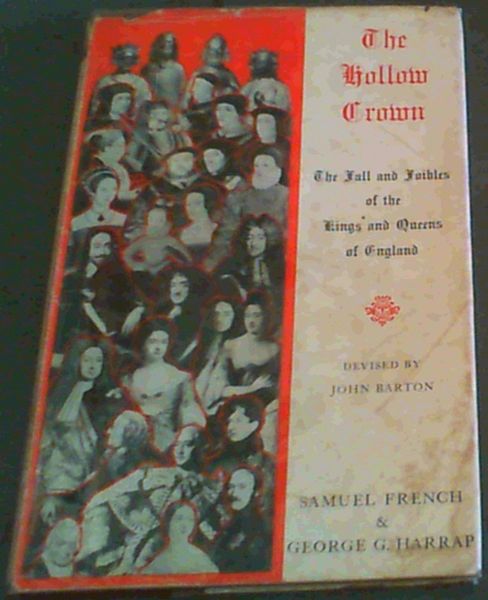 The
Hollow
Crown
The Fall and Foibles
of the
Kings and Queens
of England
DEVISED BY
JOHN BARTON
SAMUEL FRENCH
&
GEORGE G. HARRAP